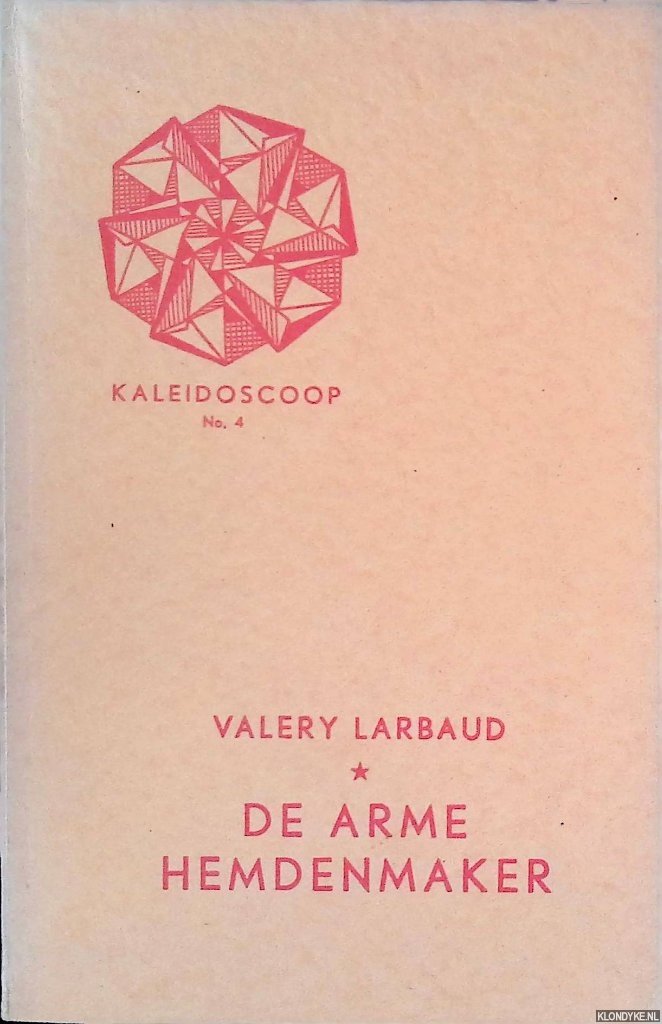 KALEIDOSCOOP
No. 4
VALERY LARBAUD
DE ARME
HEMDENMAKER
KLONDYKE.NL